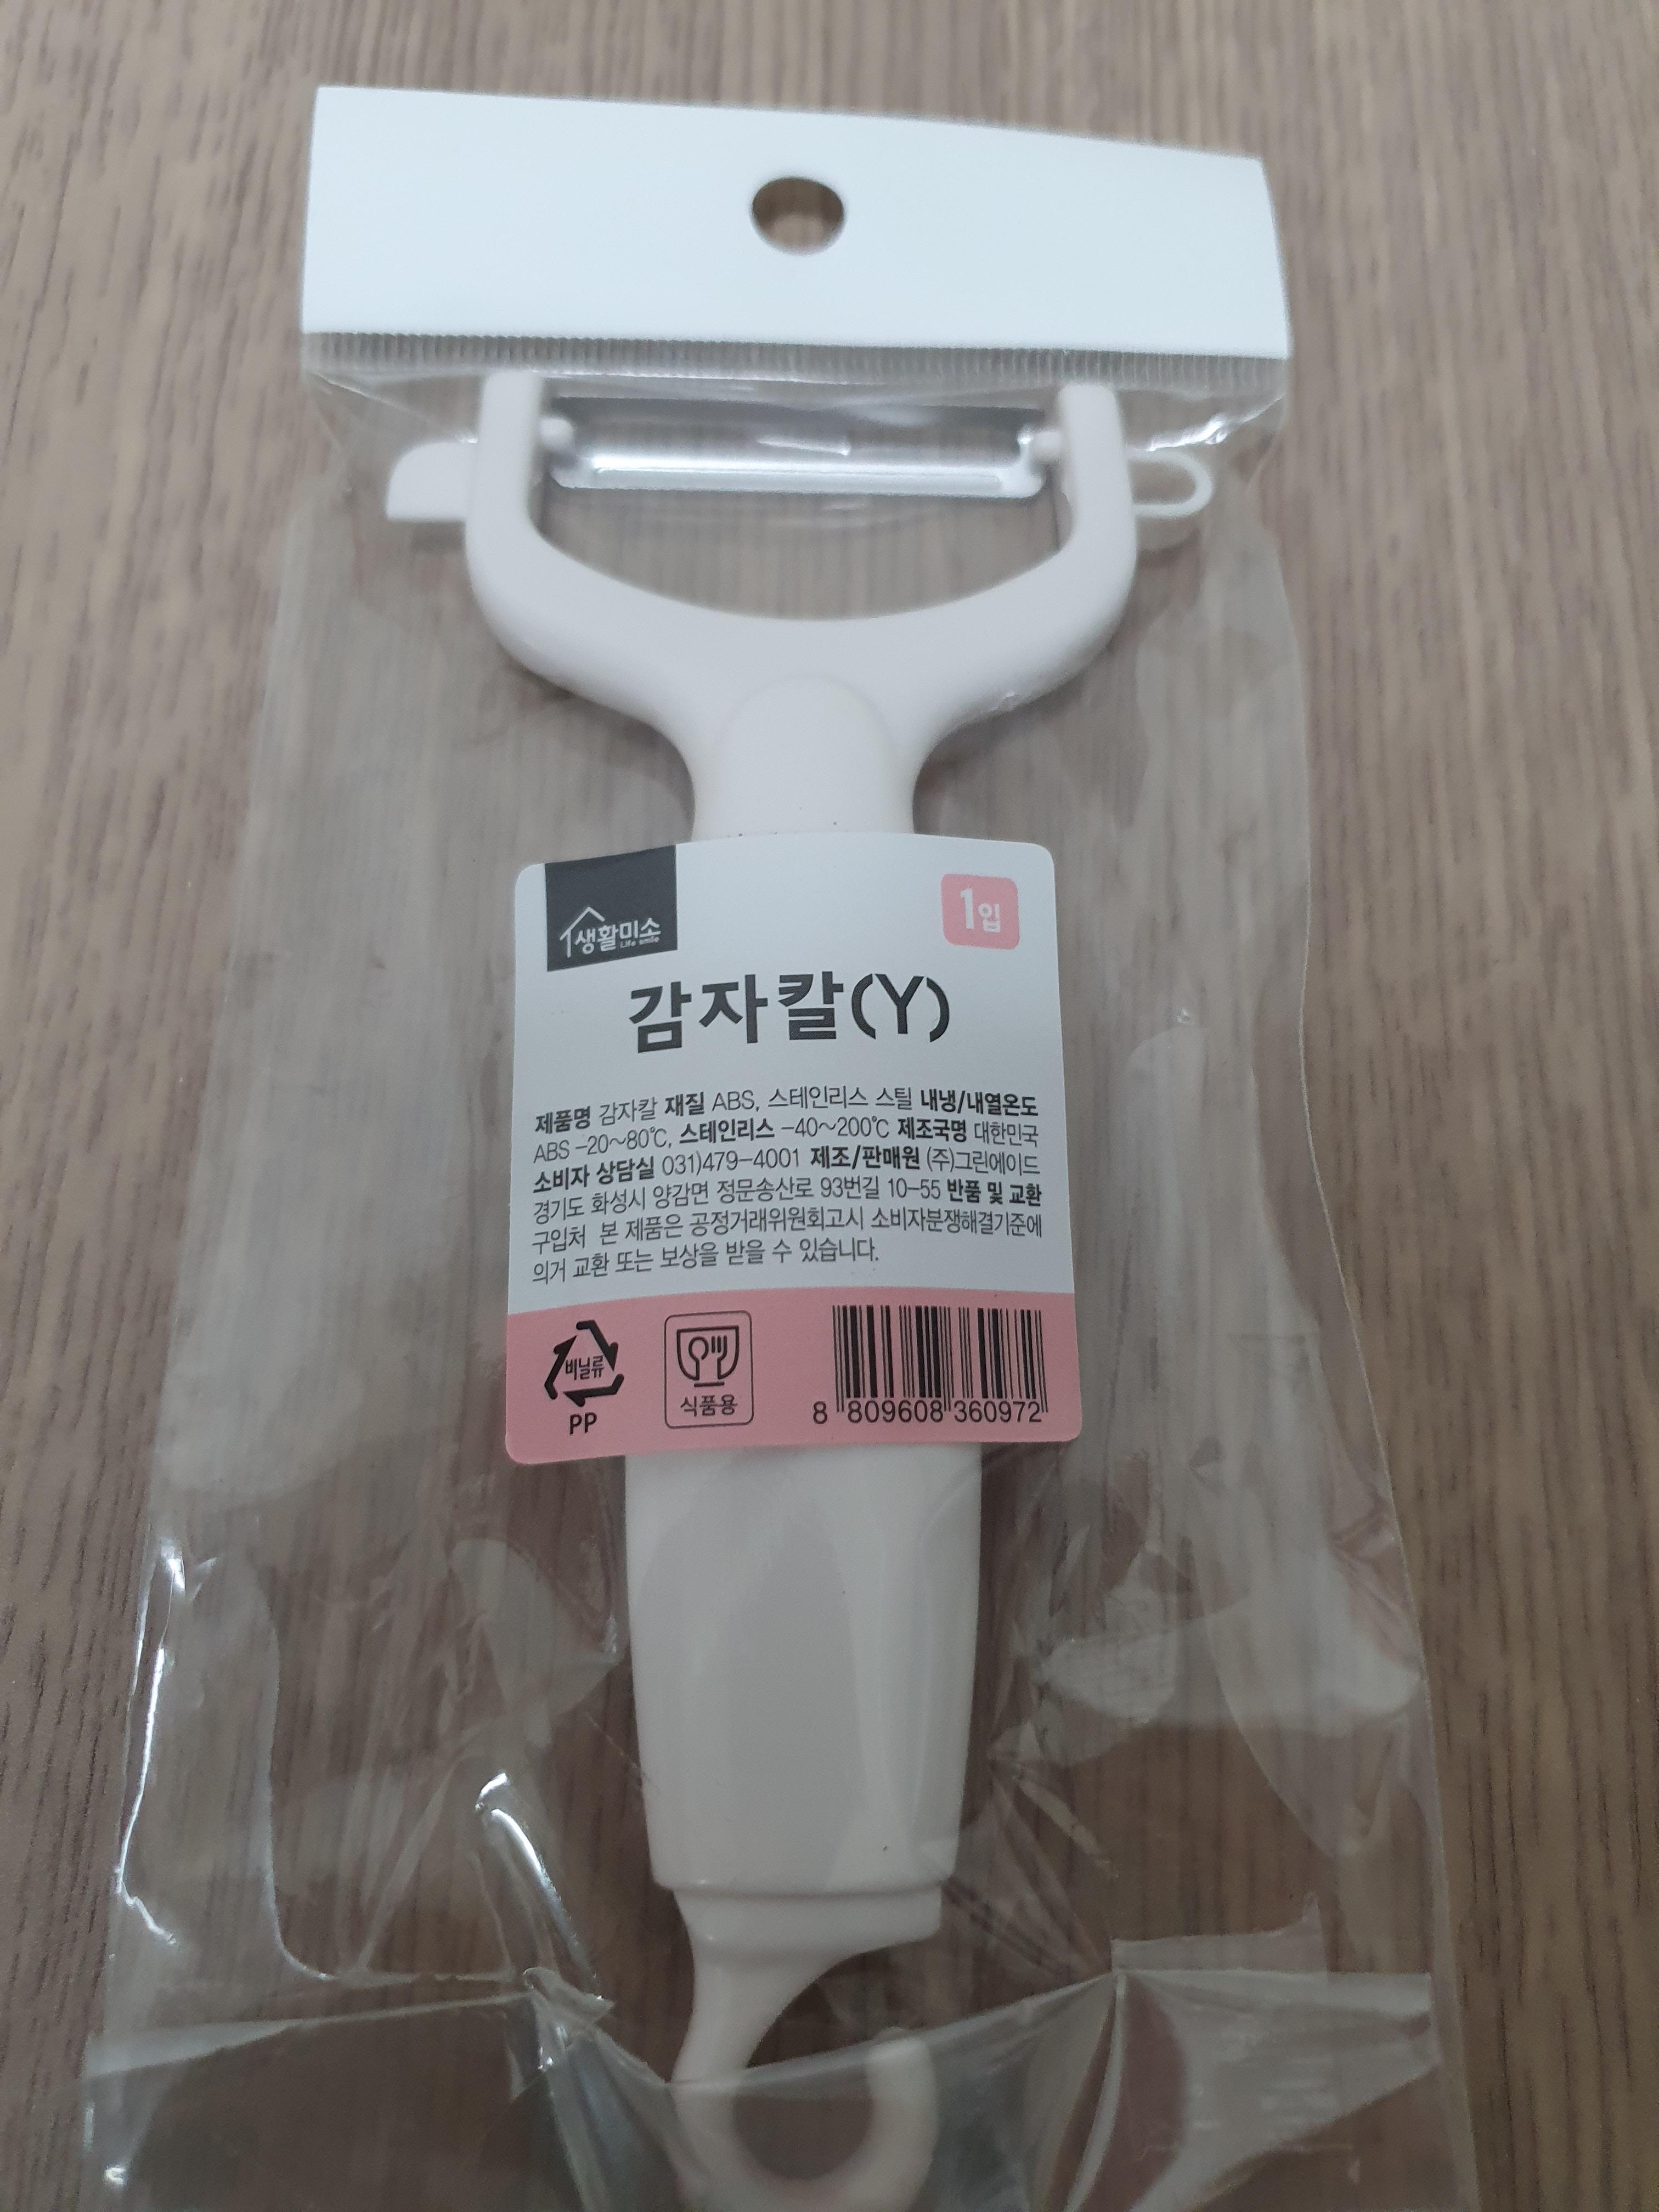 생활미소
Life smile
1입
감자칼(Y)
제품명 감자칼 재질 ABS, 스테인리스 스틸 내냉/내열온도
ABS -20~80℃, 스테인리스 -40~200℃ 제조국명 대한민국
소비자 상담실 031)479-4001 제조/판매원 (주)그린에이드
경기도 화성시 양감면 정문송산로 93번길 10-55 반품 및 교환
구입처 본 제품은 공정거래위원회고시 소비자분쟁해결기준에
의거 교환 또는 보상을 받을 수 있습니다.
비닐류
PP
식품용
8 809608 360972